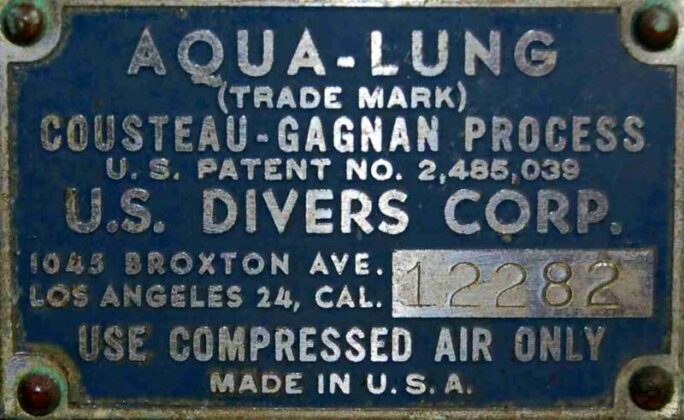 AQUA-LUNG
(TRADE MARK)
COUSTEAU-GAGNAN PROCESS
U.S. PATENT NO. 2,485,039
U.S. DIVERS CORP.
1045 BROXTON AVE.
LOS ANGELES 24, CAL.
12282
USE COMPRESSED AIR ONLY
MADE IN U.S.A.